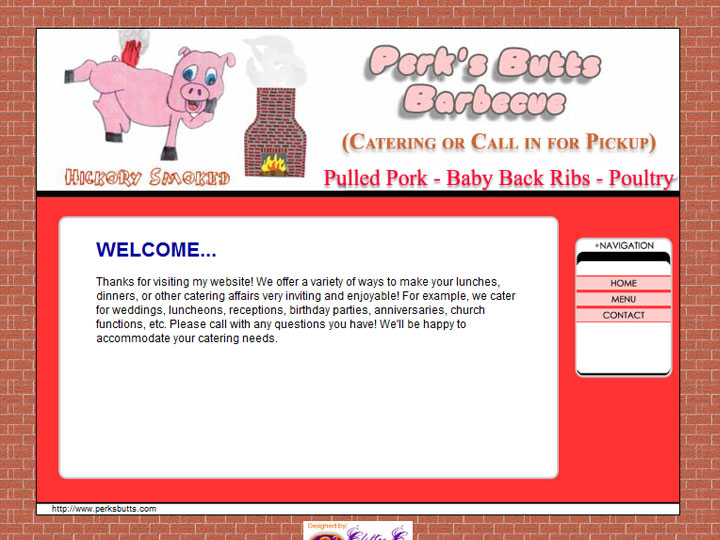 Perk's Butts
Barbecue
(Catering or Call in for Pickup)
Hickory Smoked
Pulled Pork - Baby Back Ribs - Poultry
WELCOME...
Thanks for visiting my website! We offer a variety of ways to make your lunches,
dinners, or other catering affairs very inviting and enjoyable! For example, we cater
for weddings, luncheons, receptions, birthday parties, anniversaries, church
functions, etc. Please call with any questions you have! We'll be happy to
accommodate your catering needs.
+NAVIGATION
HOME
MENU
CONTACT
http://www.perksbutts.com
Designed by: